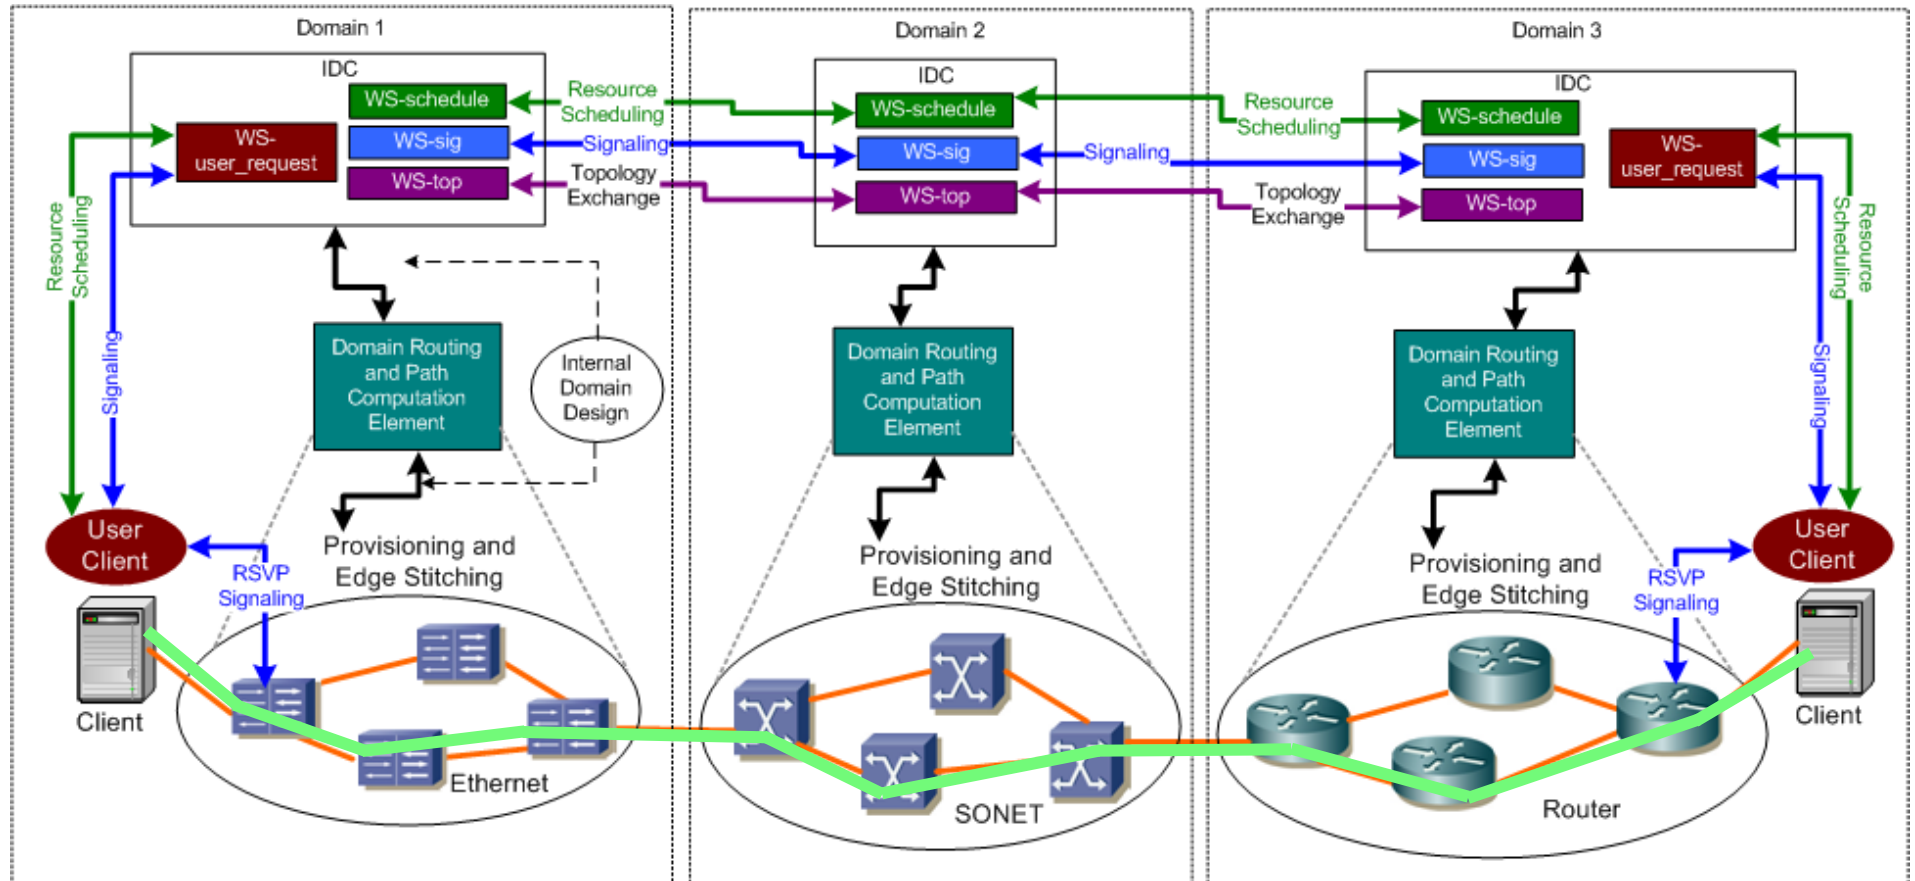 Domain 1
IDC
WS-schedule
WS-
user_request
WS-sig
WS-top
Resource
Scheduling
Signaling
Topology
Exchange
Resource
Scheduling
Signaling
Domain Routing
and Path
Computation
Element
Internal
Domain
Design
User
Client
Provisioning and
Edge Stitching
RSVP
Signaling
Client
Ethernet
Domain 2
IDC
WS-schedule
WS-sig
WS-top
Signaling
Domain Routing
and Path
Computation
Element
Provisioning and
Edge Stitching
SONET
Domain 3
IDC
Resource
Scheduling
Topology
Exchange
WS-schedule
WS-sig
WS-top
WS-
user_request
Resource
Scheduling
Signaling
Domain Routing
and Path
Computation
Element
User
Client
Provisioning and
Edge Stitching
RSVP
Signaling
Client
Router